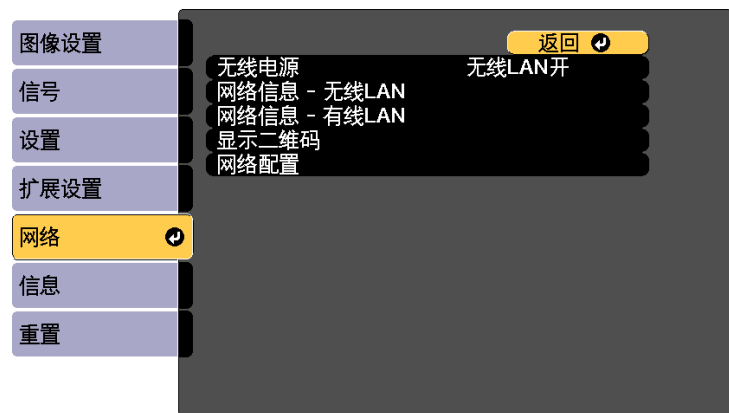 图像设置
信号
设置
扩展设置
网络
信息
重置
返回
无线电源 无线LAN开
网络信息 - 无线LAN
网络信息 - 有线LAN
显示二维码
网络配置